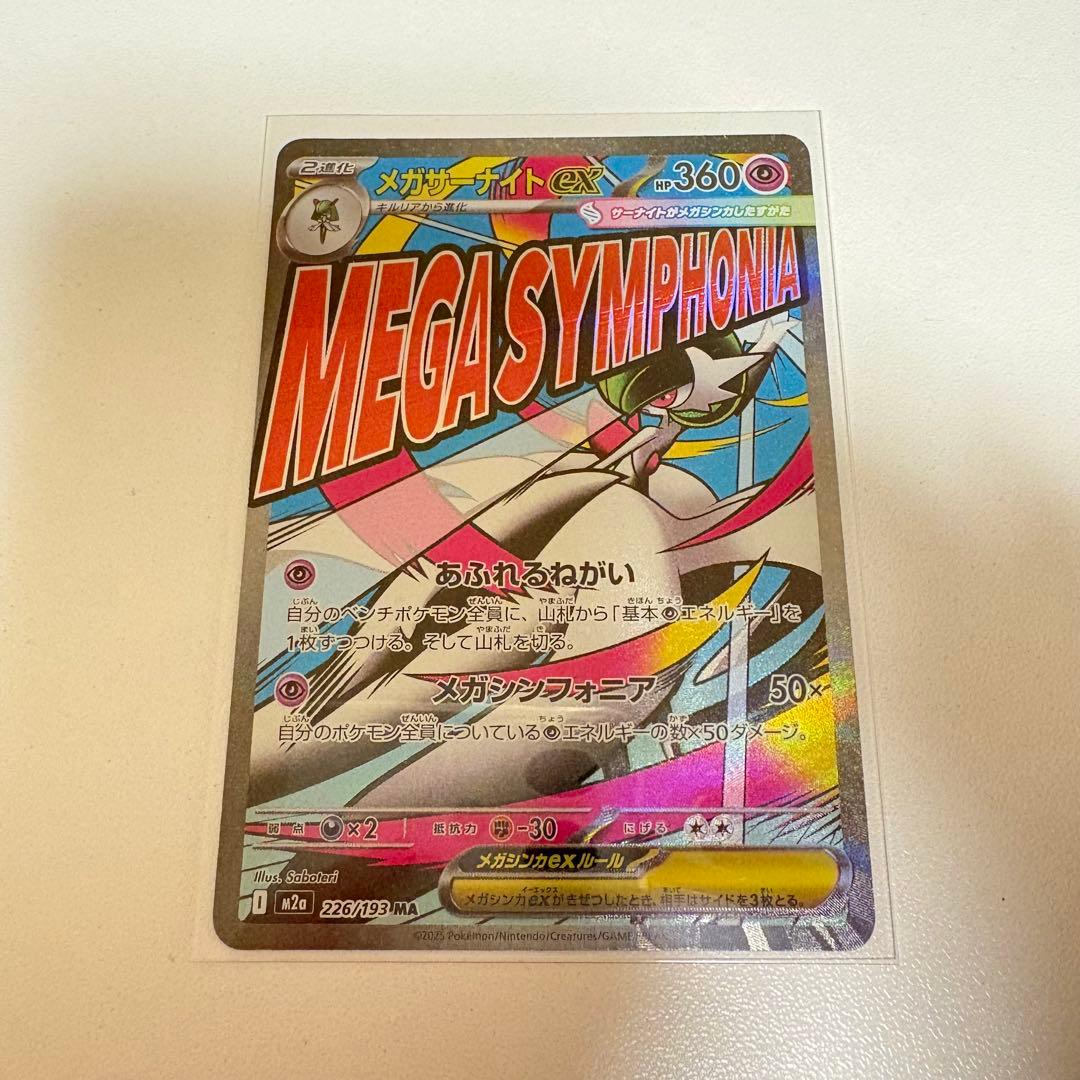 2進化
メガサーナイトex
HP360
キルリアから進化
サーナイトがメガシンカしたすがた
MEGA SYMPHONIA
あふれるねがい
自分のベンチポケモン全員に、山札から「基本エネルギー」を
1枚ずつつける。そして山札を切る。
メガシンフォニア 50×
自分のポケモン全員についているエネルギーの数×50ダメージ。
弱点 ×2 抵抗力 -30 にげる
メガシンカexルール
メガシンカexがきぜつしたとき、相手はサイドを3枚とる。
Illus. Saboteri
I m2a 226/193 MA
©2025 Pokémon/Nintendo/Creatures/GAME FREAK